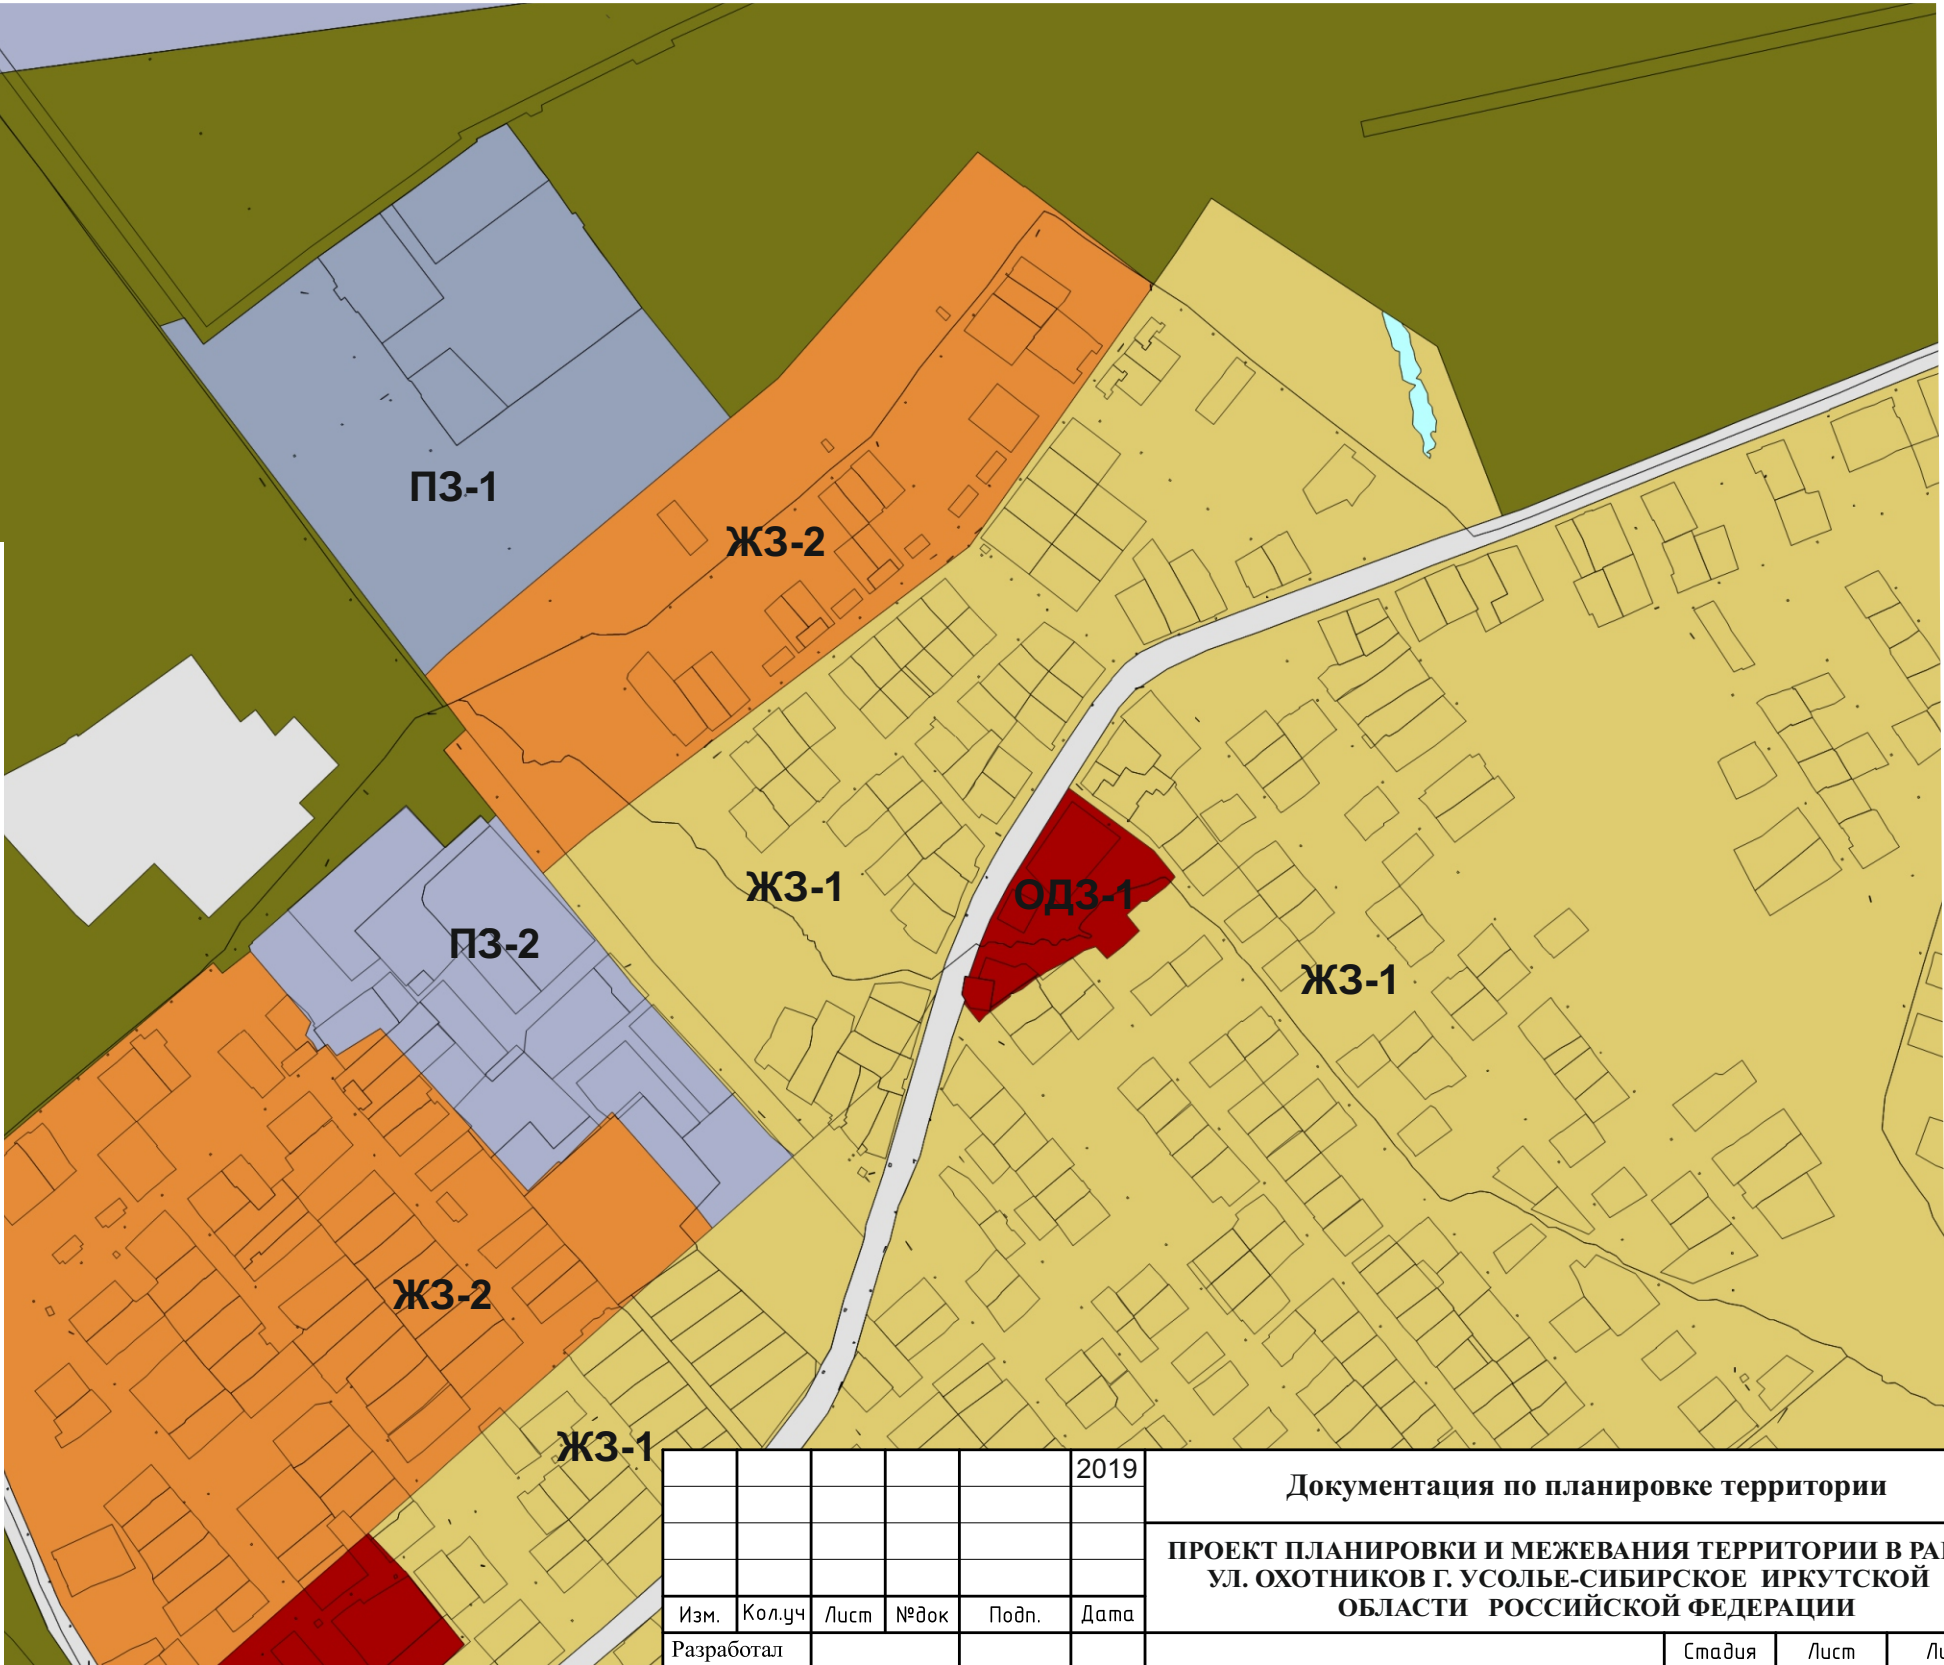 ПЗ-1
ЖЗ-2
ЖЗ-1
ОДЗ-1
ПЗ-2
ЖЗ-1
ЖЗ-2
ЖЗ-1
2019
Документация по планировке территории
ПРОЕКТ ПЛАНИРОВКИ И МЕЖЕВАНИЯ ТЕРРИТОРИИ В
УЛ. ОХОТНИКОВ Г. УСОЛЬЕ-СИБИРСКОЕ ИРКУТСКОЙ
ОБЛАСТИ РОССИЙСКОЙ ФЕДЕРАЦИИ
Изм. Кол.уч Лист №док Подп. Дата
Разработал
Стадия Лист